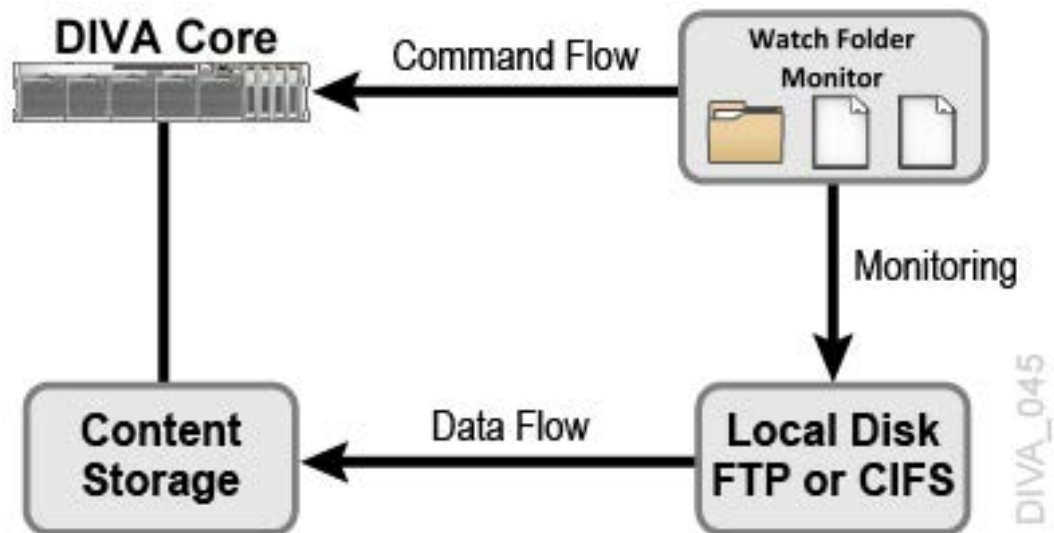 DIVA Core
Command Flow
Watch Folder
Monitor
Monitoring
Content
Storage
Data Flow
Local Disk
FTP or CIFS
DIVA_045